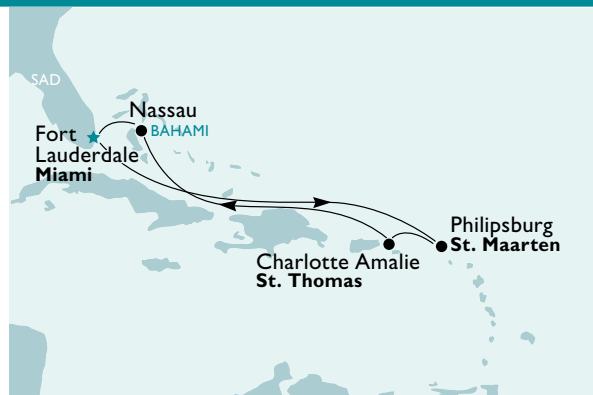 SAD
Nassau
BAHAMI
Fort
Lauderdale
Miami
Philipsburg
St. Maarten
Charlotte Amalie
St. Thomas